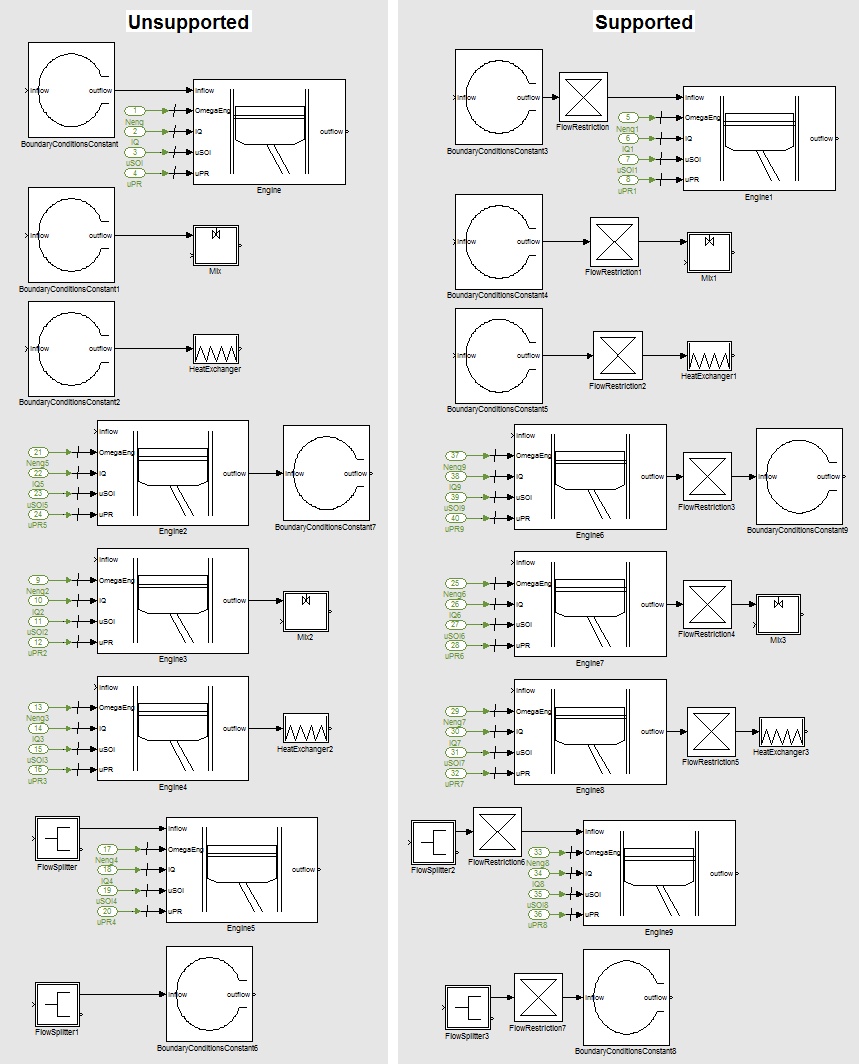 Unsupported
Inflow
outflow
BoundaryConditionsConstant
1
Neng
2
IQ
3
uSOI
4
uPR
Inflow
OmegaEng
IQ
uSOI
uPR
outflow
Engine
Inflow
outflow
BoundaryConditionsConstant1
Mix
Inflow
outflow
BoundaryConditionsConstant2
HeatExchanger
21
Neng5
22
IQ5
23
uSOI5
24
uPR5
Inflow
OmegaEng
IQ
uSOI
uPR
outflow
Engine2
Inflow
outflow
BoundaryConditionsConstant7
9
Neng2
10
IQ2
11
uSOI2
12
uPR2
Inflow
OmegaEng
IQ
uSOI
uPR
outflow
Engine3
Mix2
13
Neng3
14
IQ3
15
uSOI3
16
uPR3
Inflow
OmegaEng
IQ
uSOI
uPR
outflow
Engine4
HeatExchanger2
FlowSplitter
17
Neng4
18
IQ4
19
uSOI4
20
uPR4
Inflow
OmegaEng
IQ
uSOI
uPR
outflow
Engine5
FlowSplitter1
Inflow
outflow
BoundaryConditionsConstant6
Supported
Inflow
outflow
BoundaryConditionsConstant3
FlowRestriction
5
Neng1
6
IQ1
7
uSOI1
8
uPR1
Inflow
OmegaEng
IQ
uSOI
uPR
outflow
Engine1
Inflow
outflow
BoundaryConditionsConstant4
FlowRestriction1
Mix1
Inflow
outflow
BoundaryConditionsConstant5
FlowRestriction2
HeatExchanger1
37
Neng9
38
IQ9
39
uSOI9
40
uPR9
Inflow
OmegaEng
IQ
uSOI
uPR
outflow
Engine6
FlowRestriction3
Inflow
outflow
BoundaryConditionsConstant9
25
Neng6
26
IQ6
27
uSOI6
28
uPR6
Inflow
OmegaEng
IQ
uSOI
uPR
outflow
Engine7
FlowRestriction4
Mix3
29
Neng7
30
IQ7
31
uSOI7
32
uPR7
Inflow
OmegaEng
IQ
uSOI
uPR
outflow
Engine8
FlowRestriction5
HeatExchanger3
FlowSplitter2
FlowRestriction6
33
Neng8
34
IQ8
35
uSOI8
36
uPR8
Inflow
OmegaEng
IQ
uSOI
uPR
outflow
Engine9
FlowSplitter3
FlowRestriction7
Inflow
outflow
BoundaryConditionsConstant8